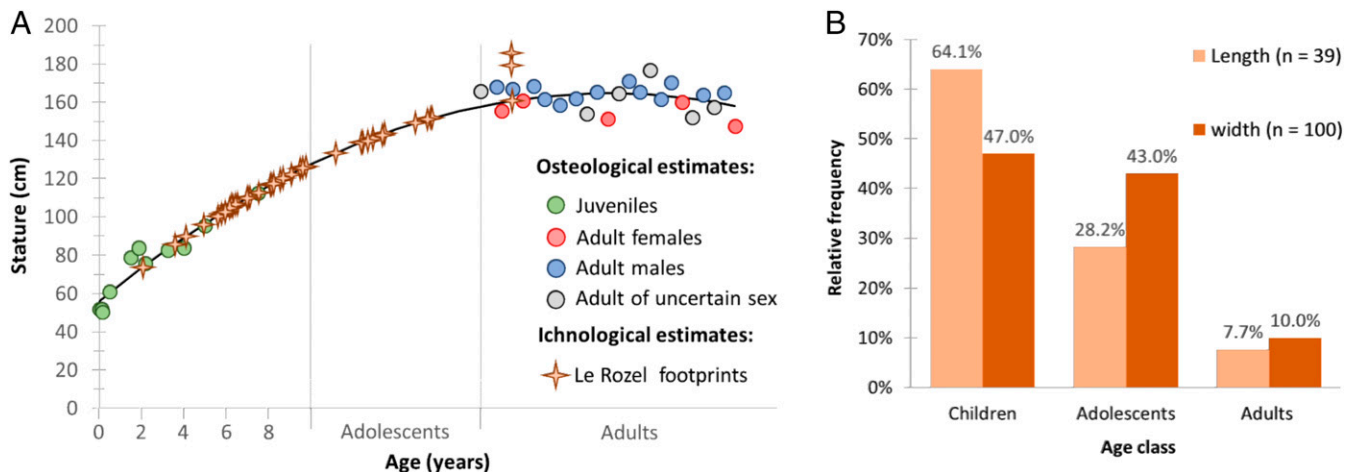 A
Stature (cm)
200
180
160
140
120
100
80
60
40
20
0
0 2 4 6 8 Adolescents Adults
Age (years)
Osteological estimates:
Juveniles
Adult females
Adult males
Adult of uncertain sex
Ichnological estimates:
Le Rozel footprints
B
Relative frequency
70%
60%
50%
40%
30%
20%
10%
0%
64.1%
47.0%
28.2%
43.0%
7.7%
10.0%
Length (n = 39)
width (n = 100)
Children Adolescents Adults
Age class